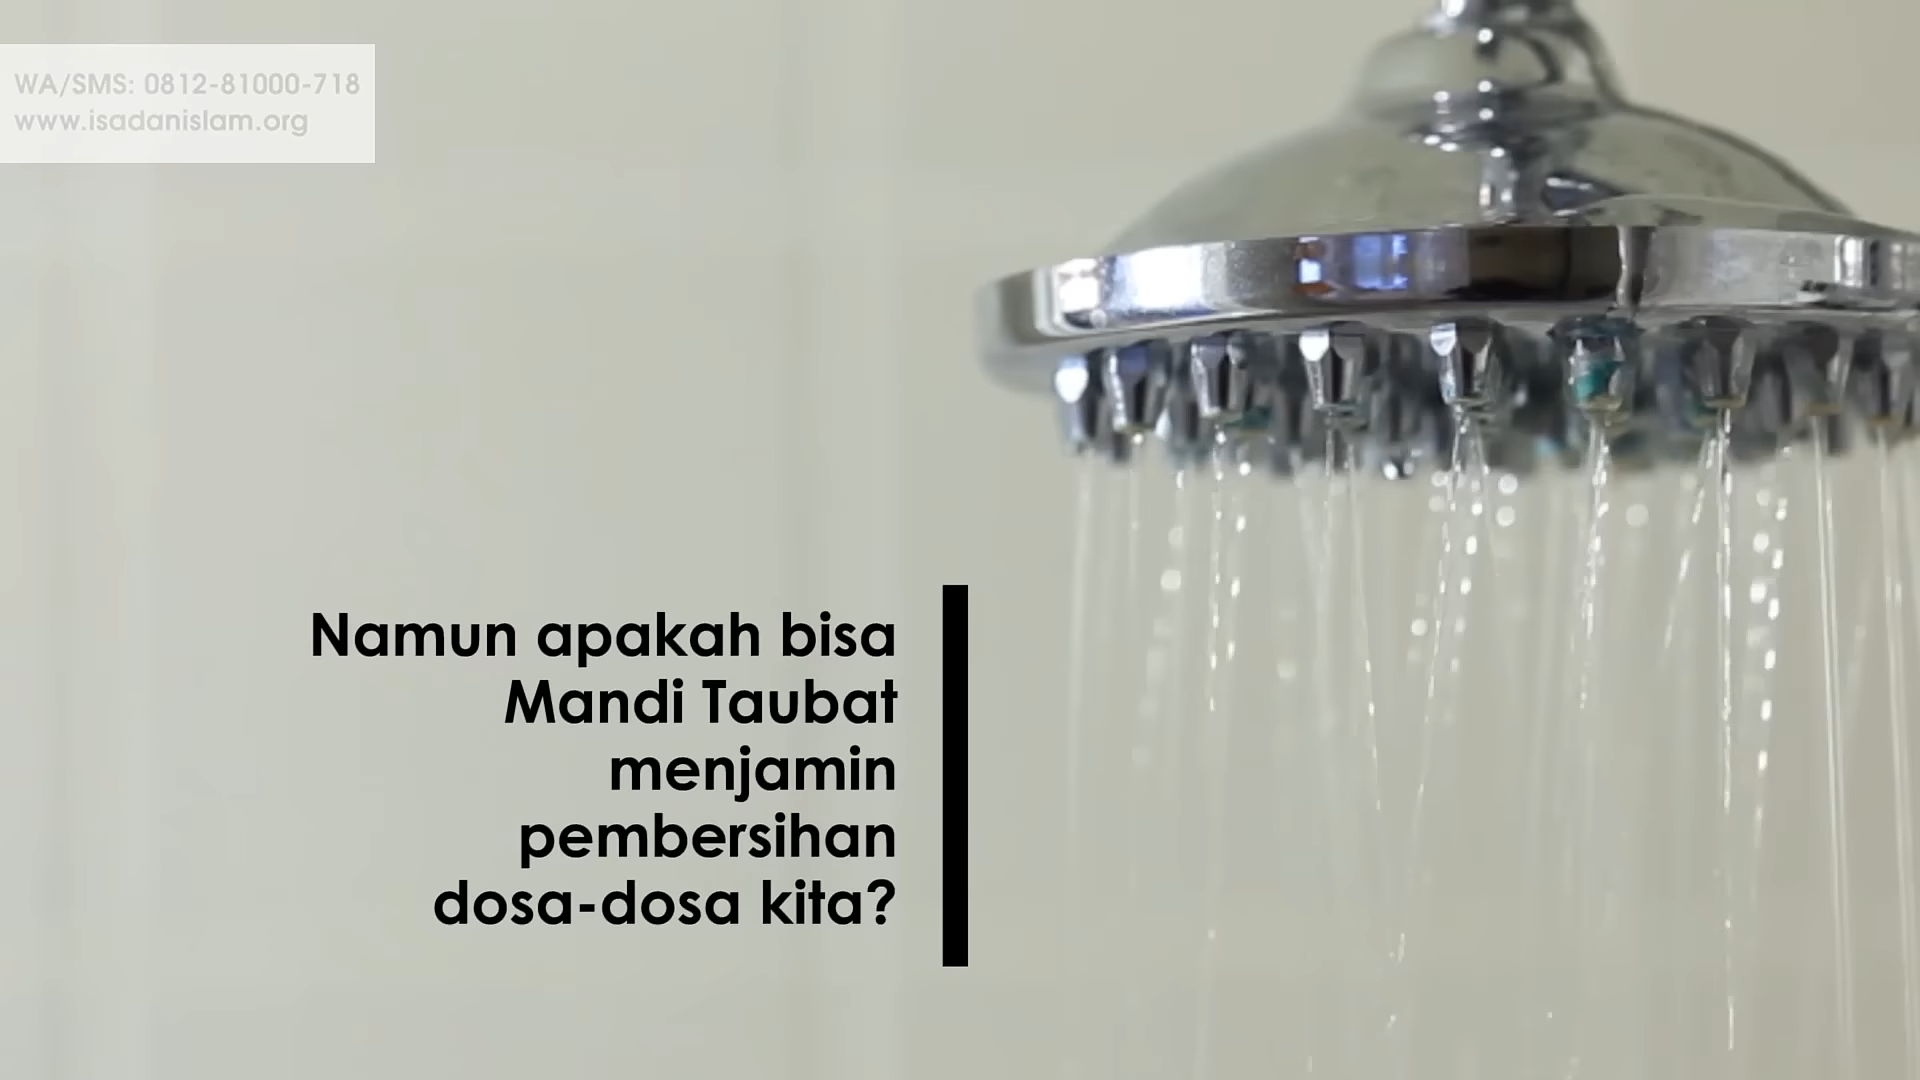 WA/SMS: 0812-81000-718
www.isadanislam.org
Namun apakah bisa
Mandi Taubat
menjamin
pembersihan
dosa-dosa kita?